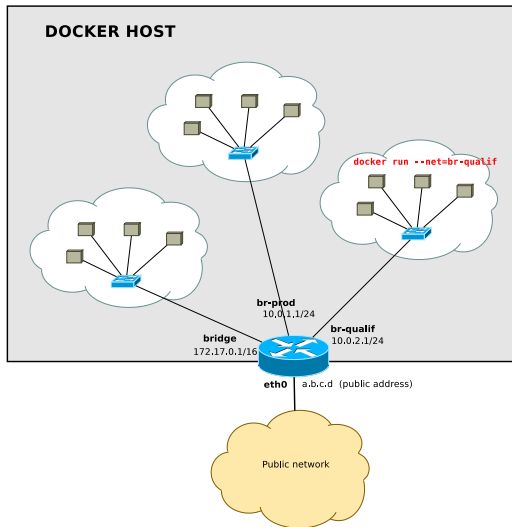 DOCKER HOST
docker run --net=br-qualif
br-prod
10.0.1.1/24
br-qualif
10.0.2.1/24
bridge
172.17.0.1/16
eth0 a.b.c.d (public address)
Public network